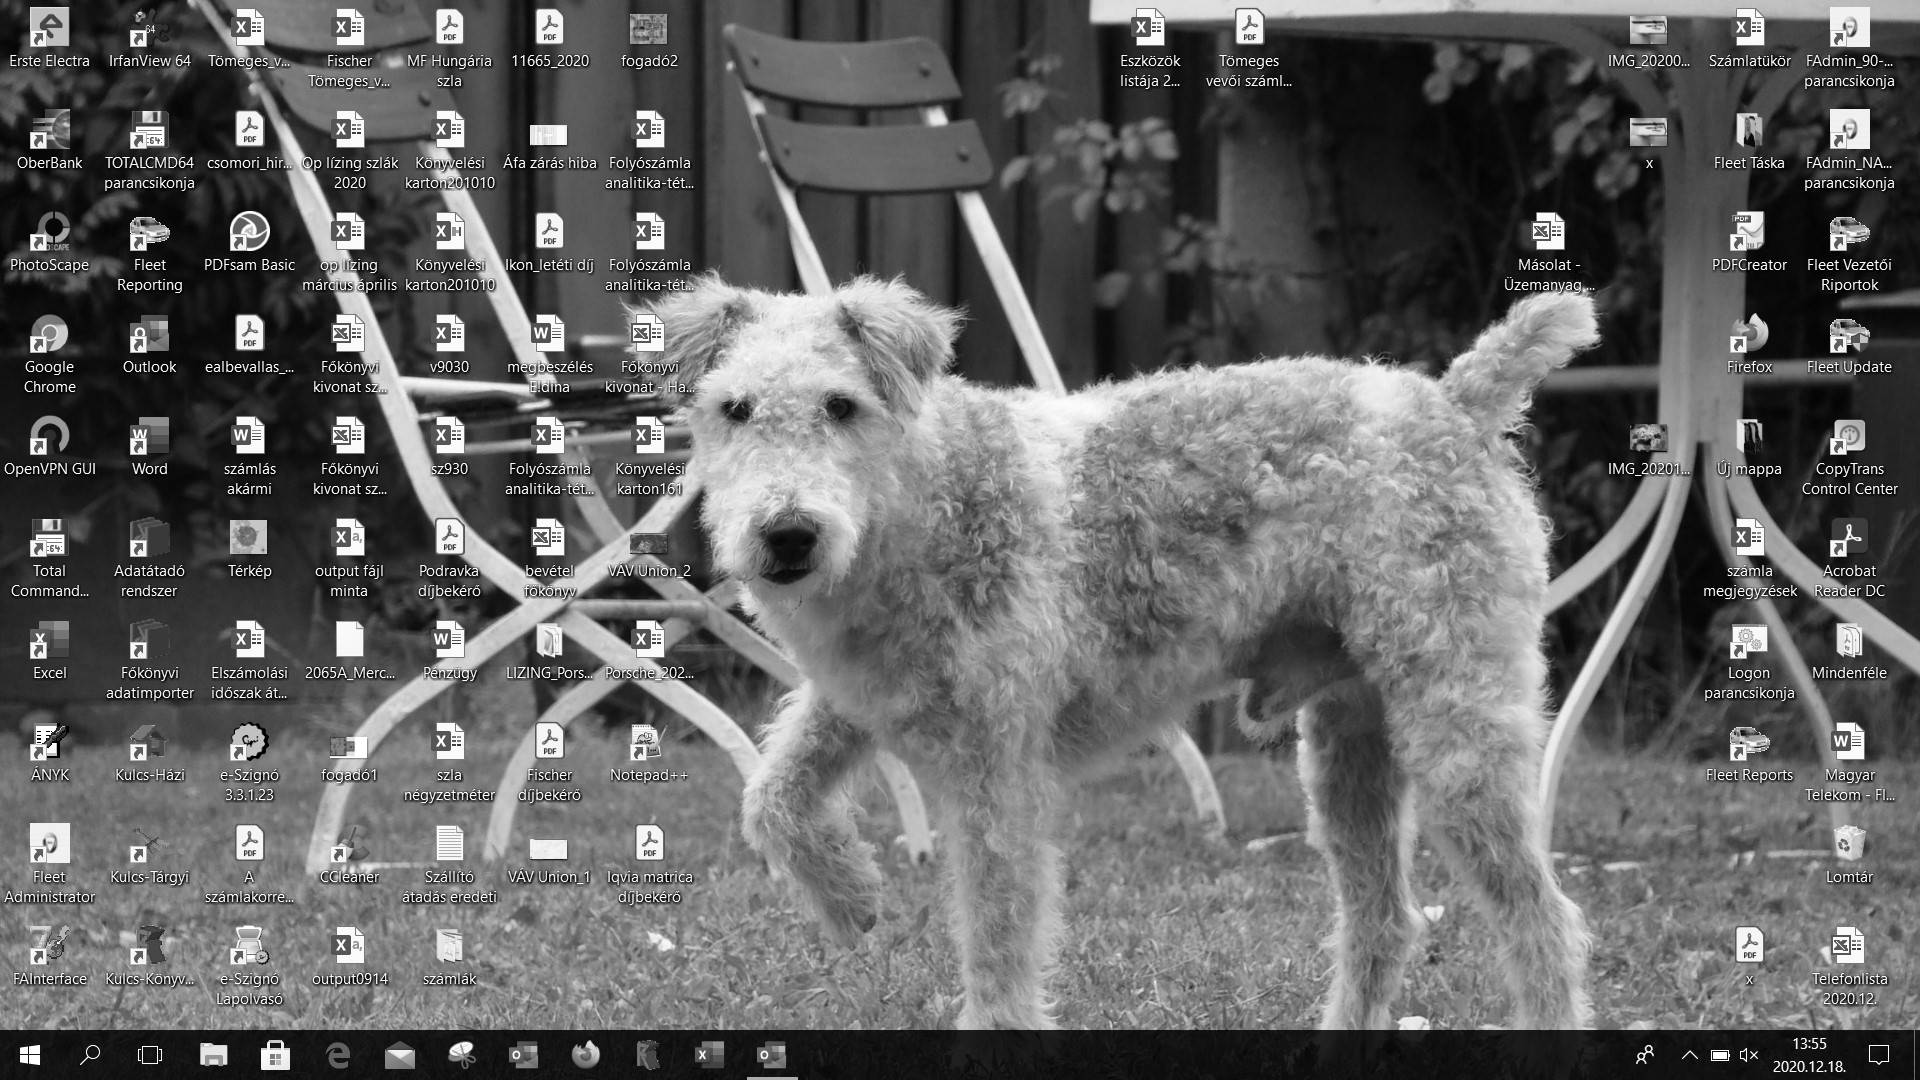 Erste Electra
IrfanView 64
Tömeges_v...
Fischer
Tömeges_v...
MF Hungária
szla
11665_2020
fogadó2
Eszközök
listája 2...
Tömeges
vevői száml...
IMG_20200...
Számlatükör
FAdmin_90-...
parancsikonja
OberBank
TOTALCMD64
parancsikonja
csomori_hir...
Op lízing szlák
2020
Könyvelési
karton201010
Áfa zárás hiba
Folyószámla
analitika-tét...
x
Fleet Táska
FAdmin_NA...
parancsikonja
PhotoScape
Fleet
Reporting
PDFsam Basic
op lízing
március április
Könyvelési
karton201010
Ikon_letéti díj
Folyószámla
analitika-tét...
Másolat -
Üzemanyag ...
PDFCreator
Fleet Vezetői
Riportok
Google
Chrome
Outlook
ealbevallas_...
Főkönyvi
kivonat sz...
v9030
megbeszélés
Főkönyvi
kivonat - Ha...
Firefox
Fleet Update
OpenVPN GUI
Word
számlás
akármi
Főkönyvi
kivonat sz...
sz930
Folyószámla
analitika-tét...
Könyvelési
karton161
IMG_20201...
Új mappa
CopyTrans
Control Center
Total
Command...
Adatátadó
rendszer
Térkép
output fájl
minta
Podravka
díjbekérő
bevétel
főkönyv
VÁV Union_2
számla
megjegyzések
Acrobat
Reader DC
Excel
Főkönyvi
adatimporter
Elszámolási
időszak át...
2065A_Merc...
Pénzügy
LIZING_Pors...
Porsche_202...
Logon
parancsikonja
Mindenféle
ÁNYK
Kulcs-Házi
e-Szignó
3.3.1.23
fogadó1
szla
négyzetméter
Fischer
díjbekérő
Notepad++
Fleet Reports
Magyar
Telekom - Fl...
Fleet
Administrator
Kulcs-Tárgyi
A
számlakorre...
CCleaner
Szállító
átadás eredeti
VÁV Union_1
Iqvia matrica
díjbekérő
Lomtár
FAInterface
Kulcs-Könyv...
e-Szignó
Lapolvasó
output0914
számlák
x
Telefonlista
2020.12.
13:55
2020.12.18.